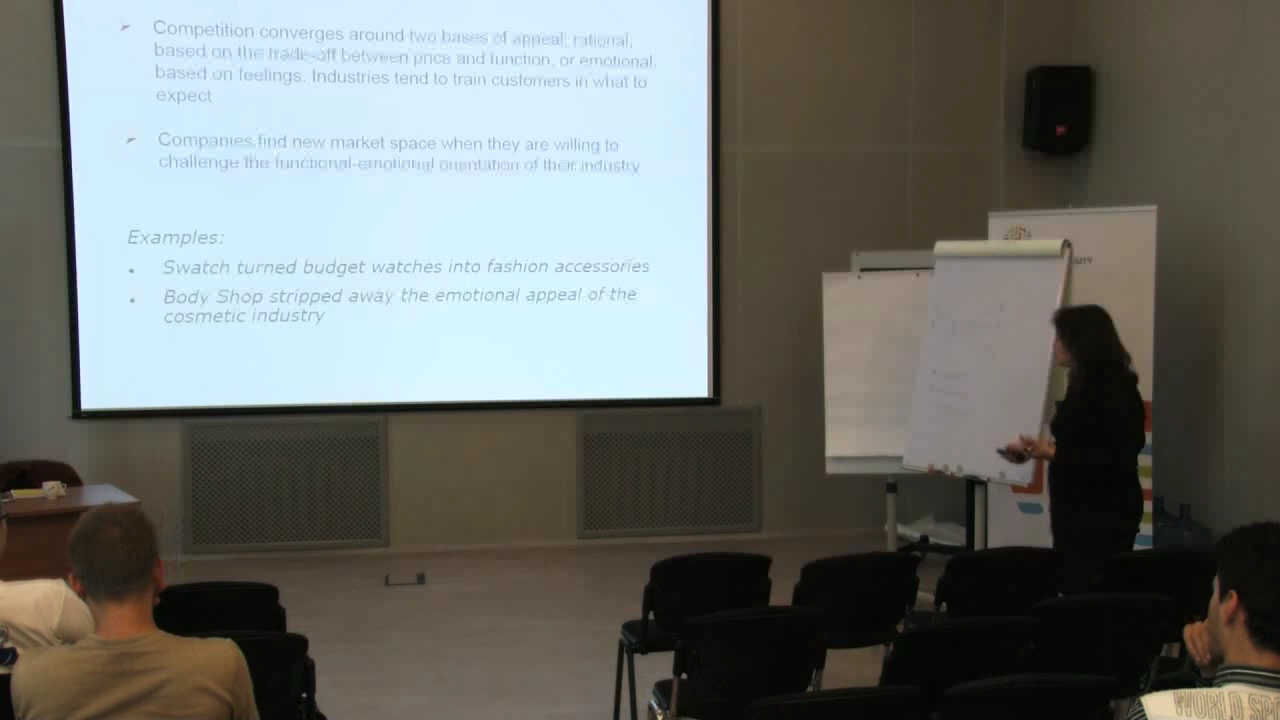 Competition converges around two bases of appeal; rational,
based on the trade-off between price and function, or emotional,
based on feelings. Industries tend to train customers in what to
expect
Companies find new market space when they are willing to
challenge the functional-emotional orientation of their industry
Examples:
Swatch turned budget watches into fashion accessories
Body Shop stripped away the emotional appeal of the
cosmetic industry
WORLD